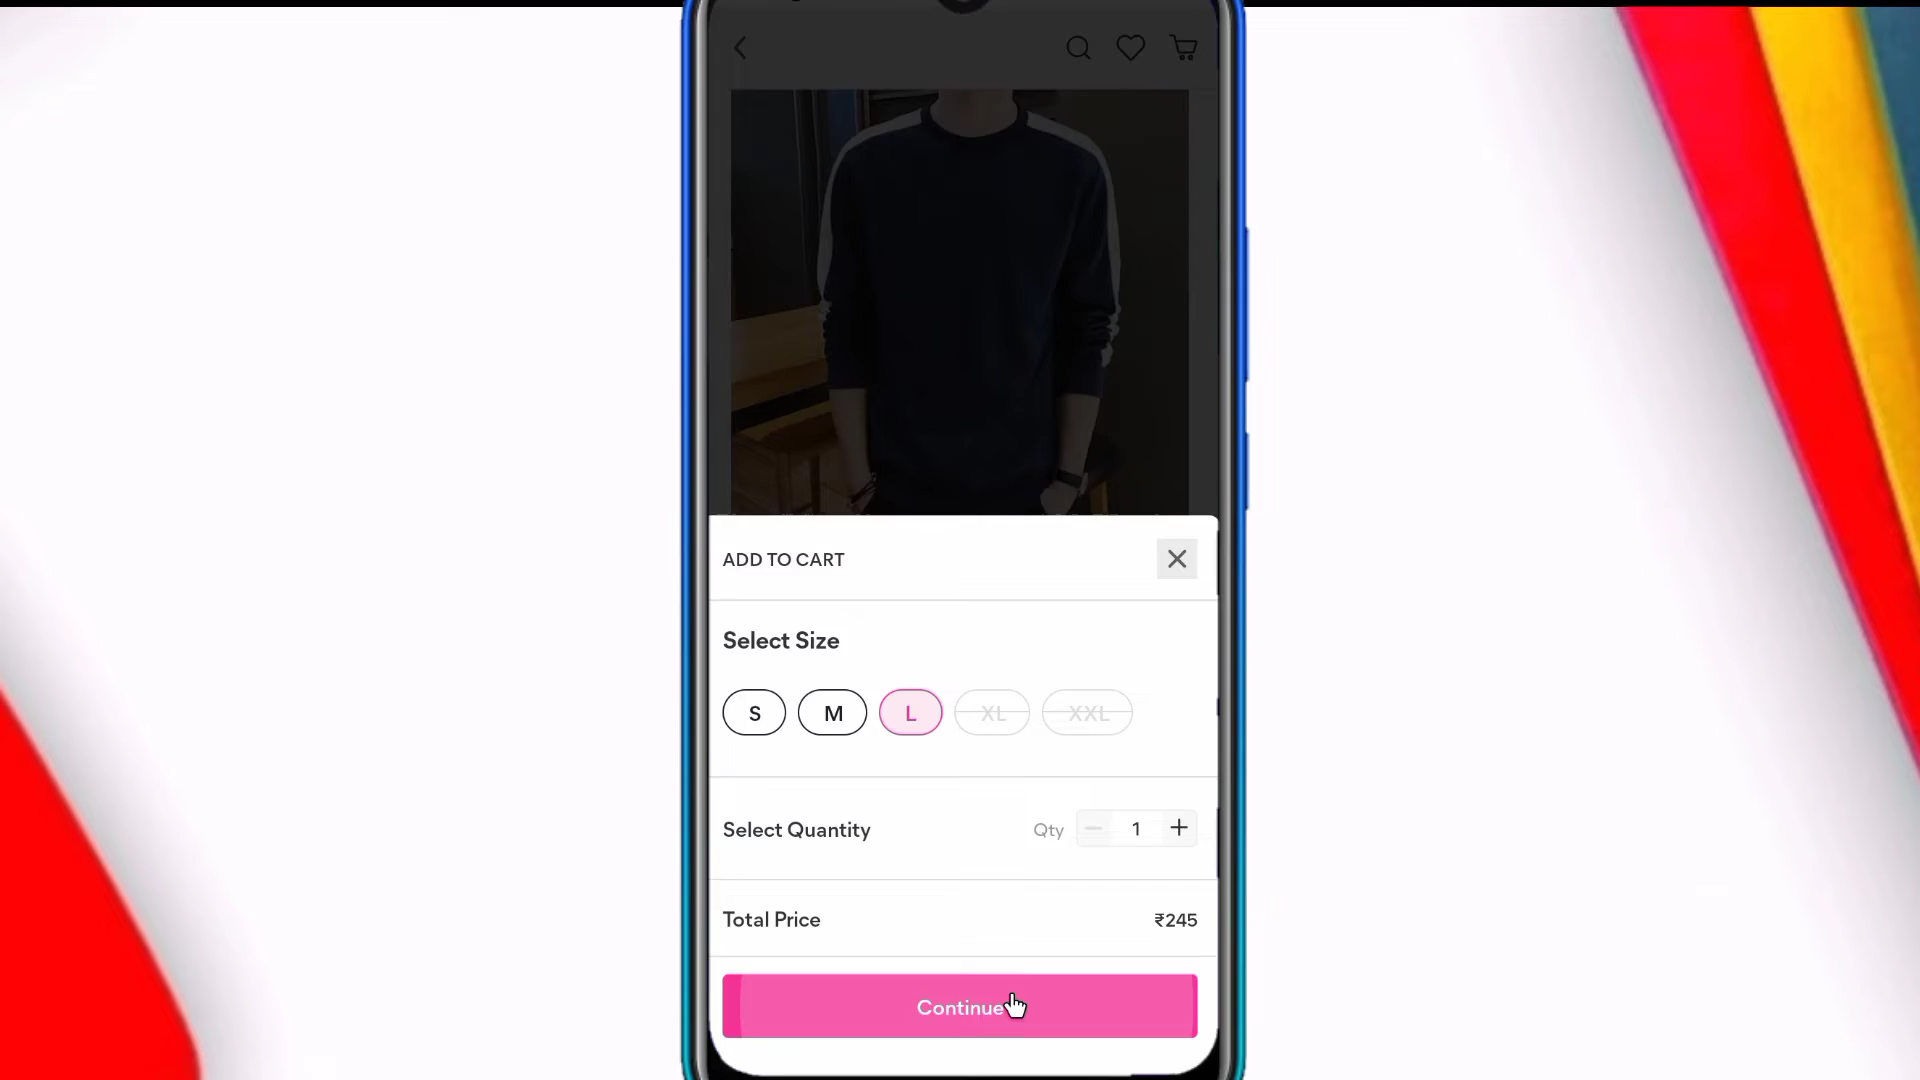 ADD TO CART
Select Size
S M L XL XXL
Select Quantity Qty 1
Total Price ₹245
Continue